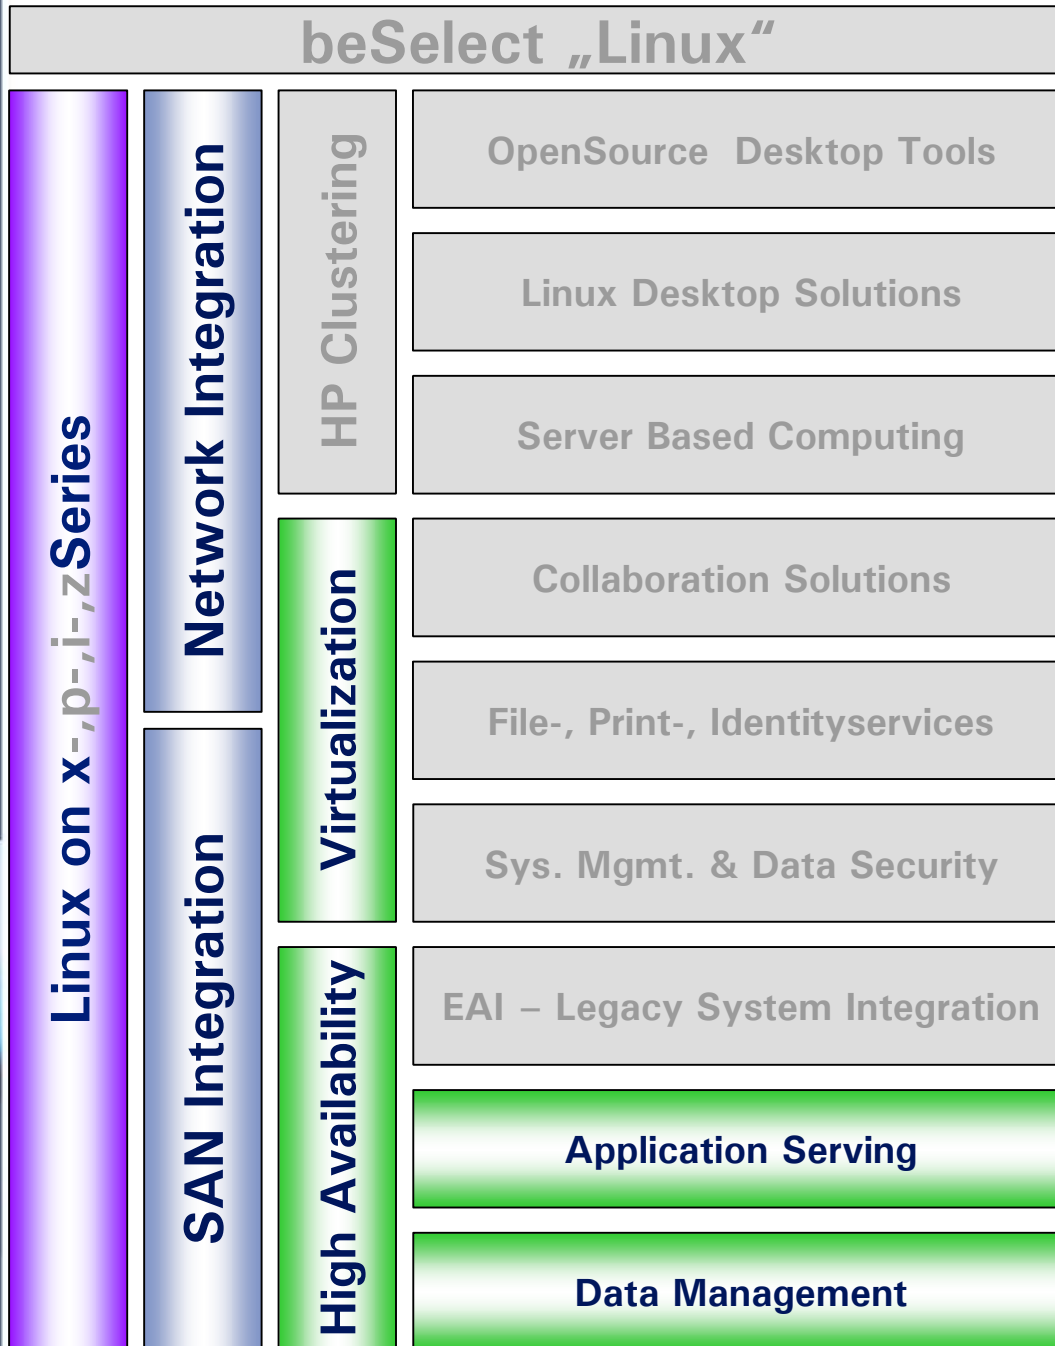 beSelect „Linux“
Linux on x-,p-,i-,zSeries
Network Integration
SAN Integration
HP Clustering
Virtualization
High Availability
OpenSource Desktop Tools
Linux Desktop Solutions
Server Based Computing
Collaboration Solutions
File-, Print-, Identityservices
Sys. Mgmt. & Data Security
EAI – Legacy System Integration
Application Serving
Data Management